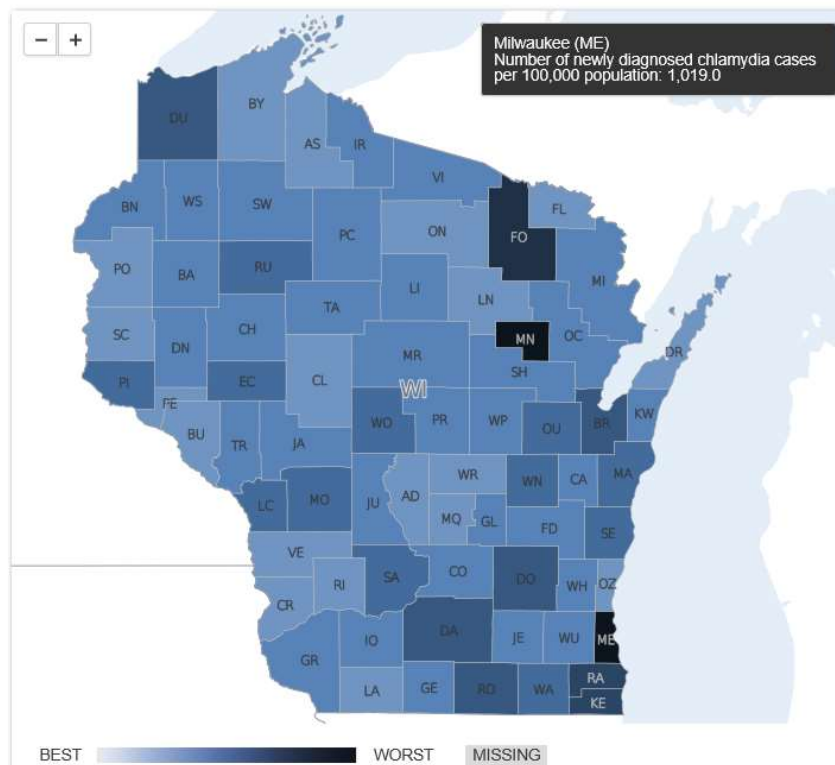 − +
Milwaukee (ME)
Number of newly diagnosed chlamydia cases
per 100,000 population: 1,019.0
DU
BY
AS
IR
VI
BN
WS
SW
PC
ON
FO
FL
PO
BA
RU
LI
LN
MI
TA
SC
DN
CH
MN
OC
MR
SH
DR
PI
EC
CL
WI
PE
BU
TR
JA
WO
PR
WP
OU
BR
KW
LC
MO
JU
AD
WR
WN
CA
MA
MQ
GL
FD
SE
VE
RI
SA
CO
DO
WH
OZ
CR
GR
IO
DA
JE
WU
ME
LA
GE
RO
WA
RA
KE
BEST WORST MISSING